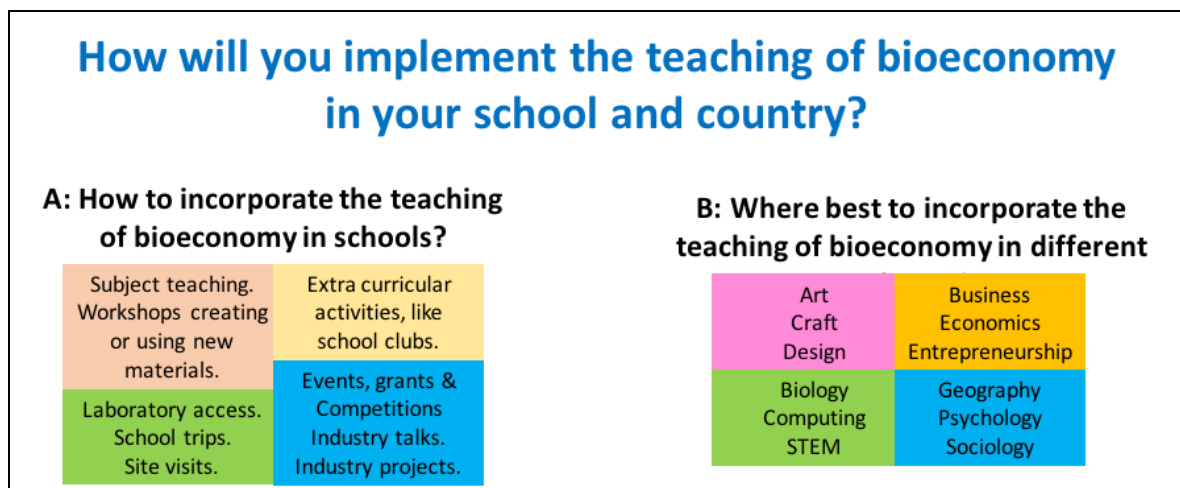 How will you implement the teaching of bioeconomy
in your school and country?
A: How to incorporate the teaching
of bioeconomy in schools?
Subject teaching.
Workshops creating
or using new
materials.
Extra curricular
activities, like
school clubs.
Laboratory access.
School trips.
Site visits.
Events, grants &
Competitions
Industry talks.
Industry projects.
B: Where best to incorporate the
teaching of bioeconomy in different
Art
Craft
Design
Business
Economics
Entrepreneurship
Biology
Computing
STEM
Geography
Psychology
Sociology